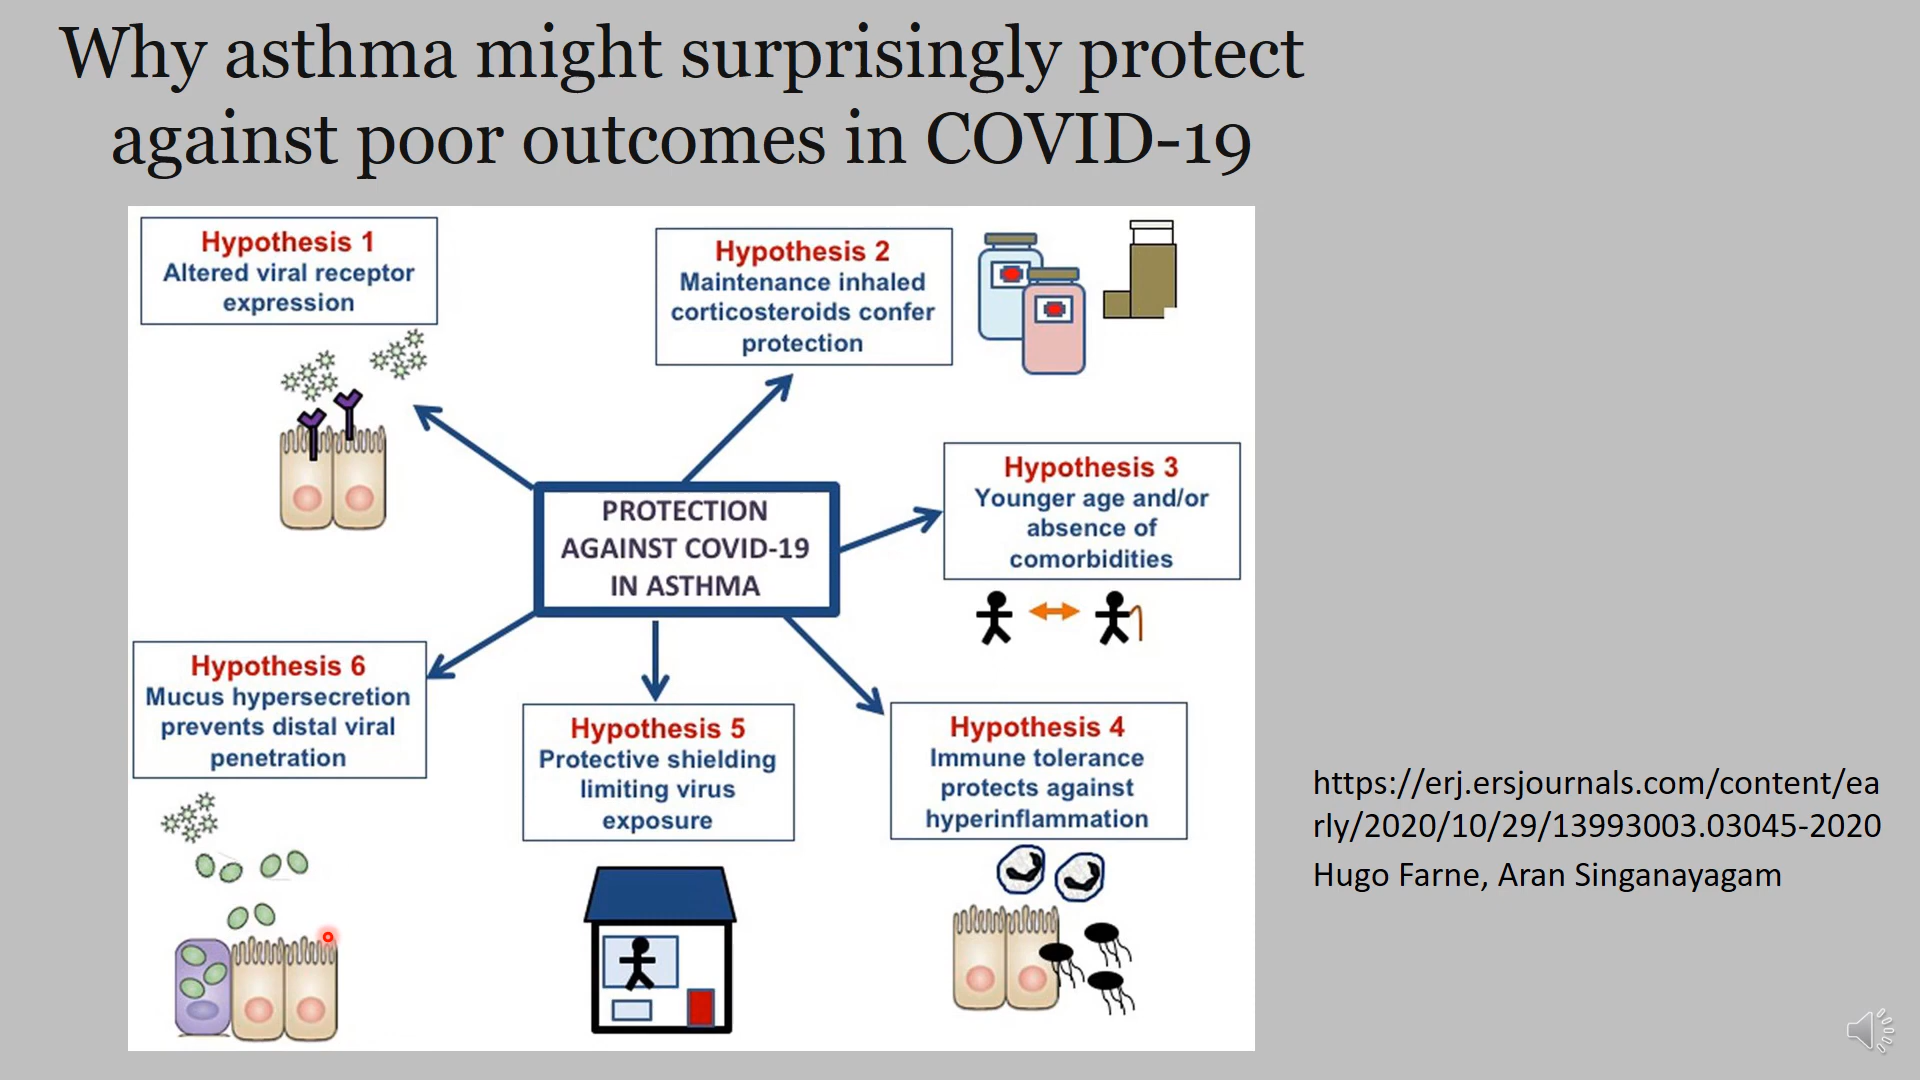 Why asthma might surprisingly protect
against poor outcomes in COVID-19
Hypothesis 1
Altered viral receptor
expression
Hypothesis 2
Maintenance inhaled
corticosteroids confer
protection
Hypothesis 3
Younger age and/or
absence of
comorbidities
PROTECTION
AGAINST COVID-19
IN ASTHMA
Hypothesis 6
Mucus hypersecretion
prevents distal viral
penetration
Hypothesis 5
Protective shielding
limiting virus
exposure
Hypothesis 4
Immune tolerance
protects against
hyperinflammation
https://erj.ersjournals.com/content/ea
rly/2020/10/29/13993003.03045-2020
Hugo Farne, Aran Singanayagam